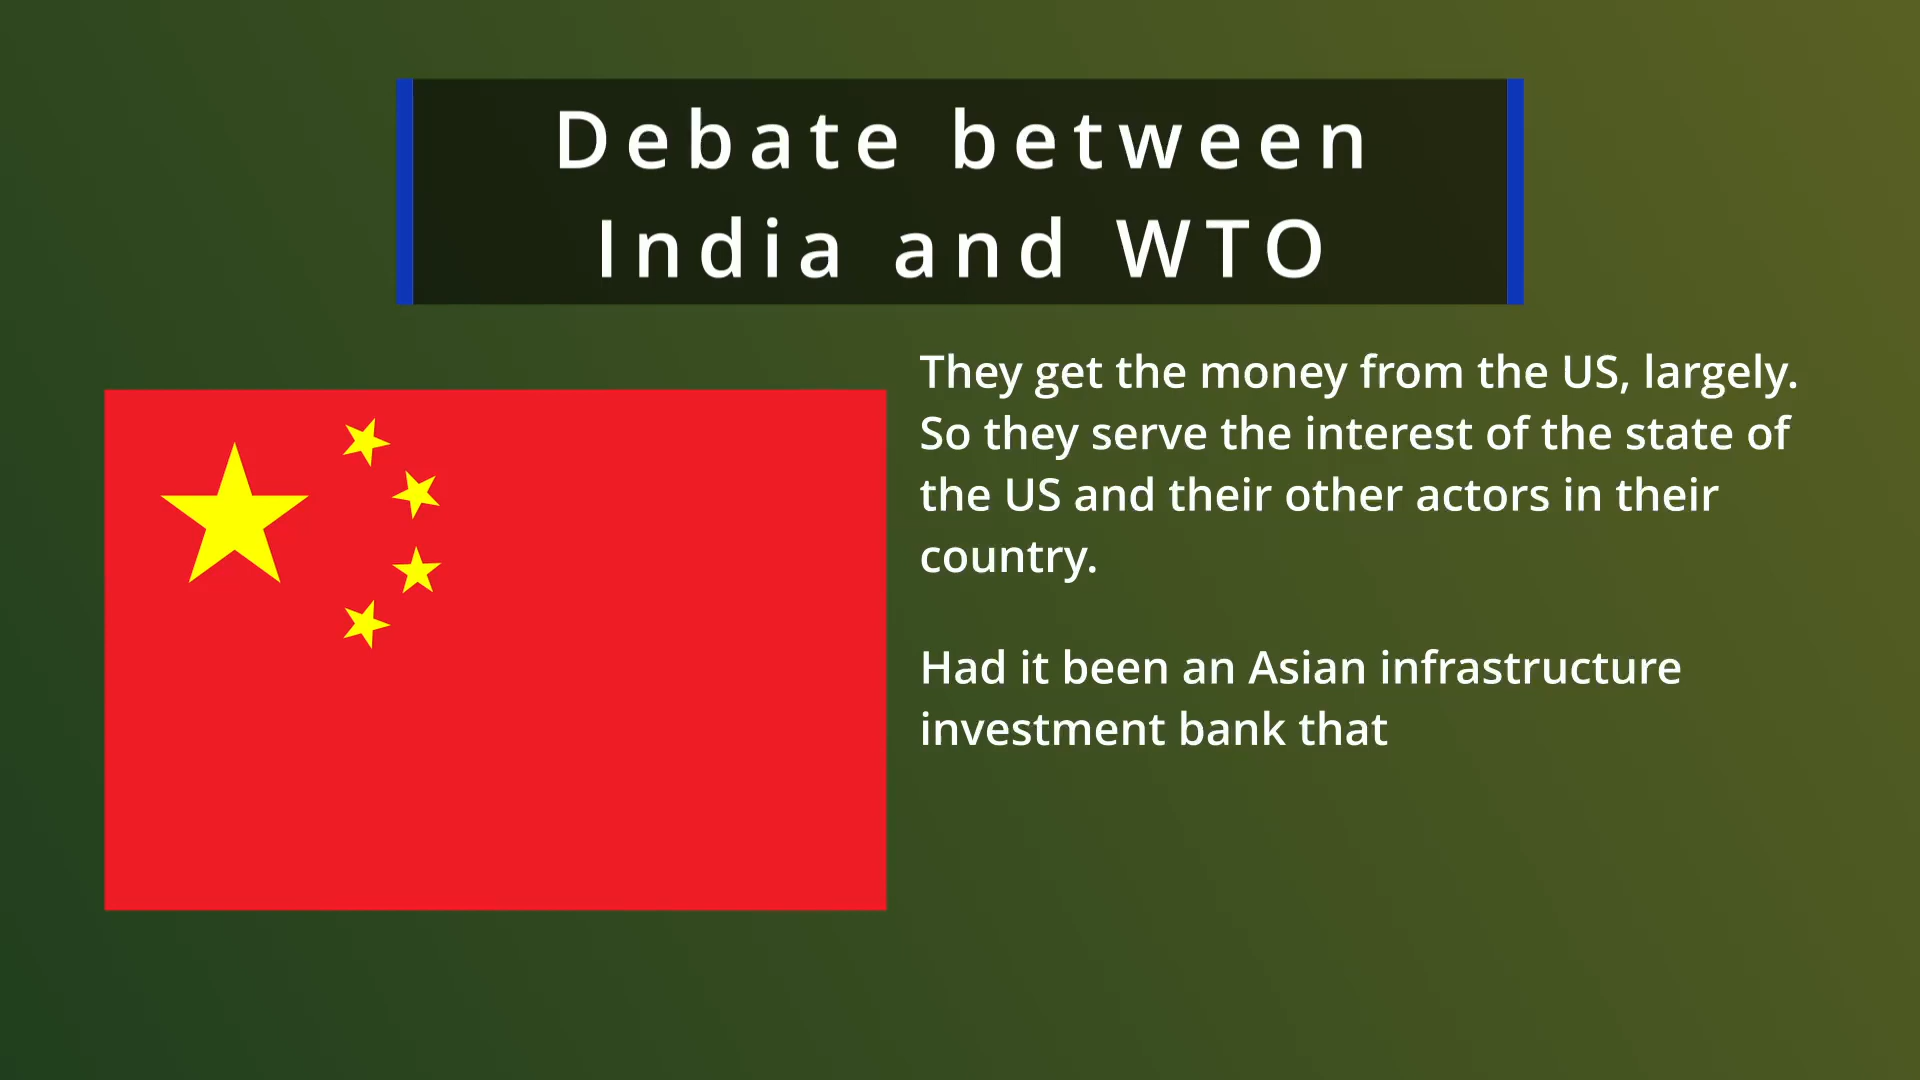 Debate between
India and WTO
They get the money from the US, largely.
So they serve the interest of the state of
the US and their other actors in their
country.
Had it been an Asian infrastructure
investment bank that